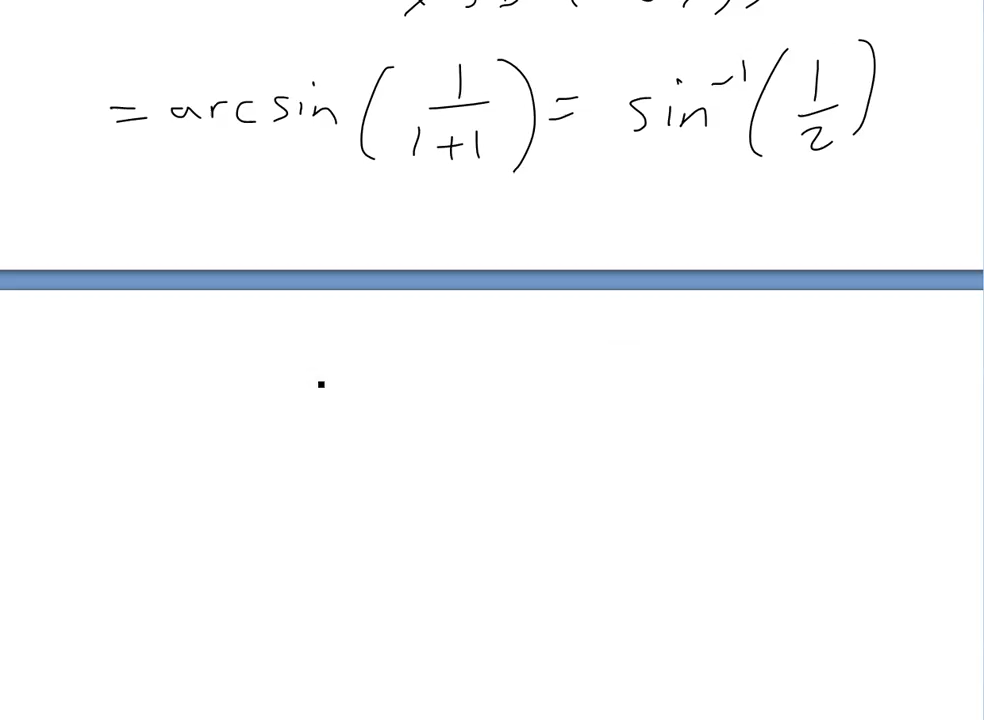 = arcsin(1/(1+1)) = sin⁻¹(1/2)